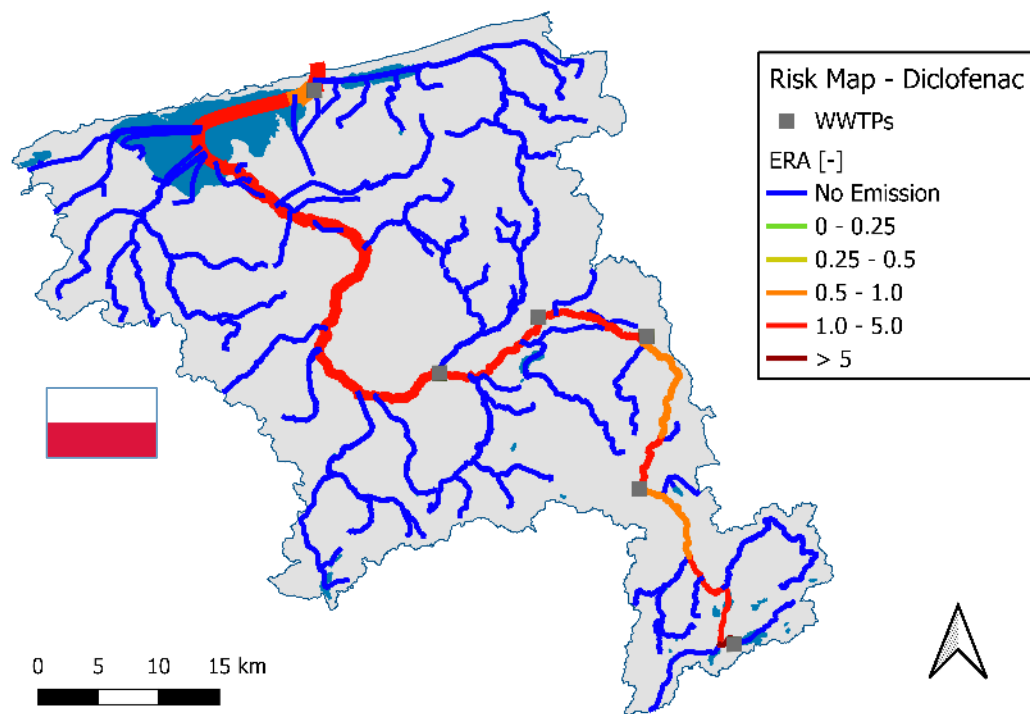 Risk Map - Diclofenac
WWTPs
ERA [-]
No Emission
0 - 0.25
0.25 - 0.5
0.5 - 1.0
1.0 - 5.0
> 5
0 5 10 15 km